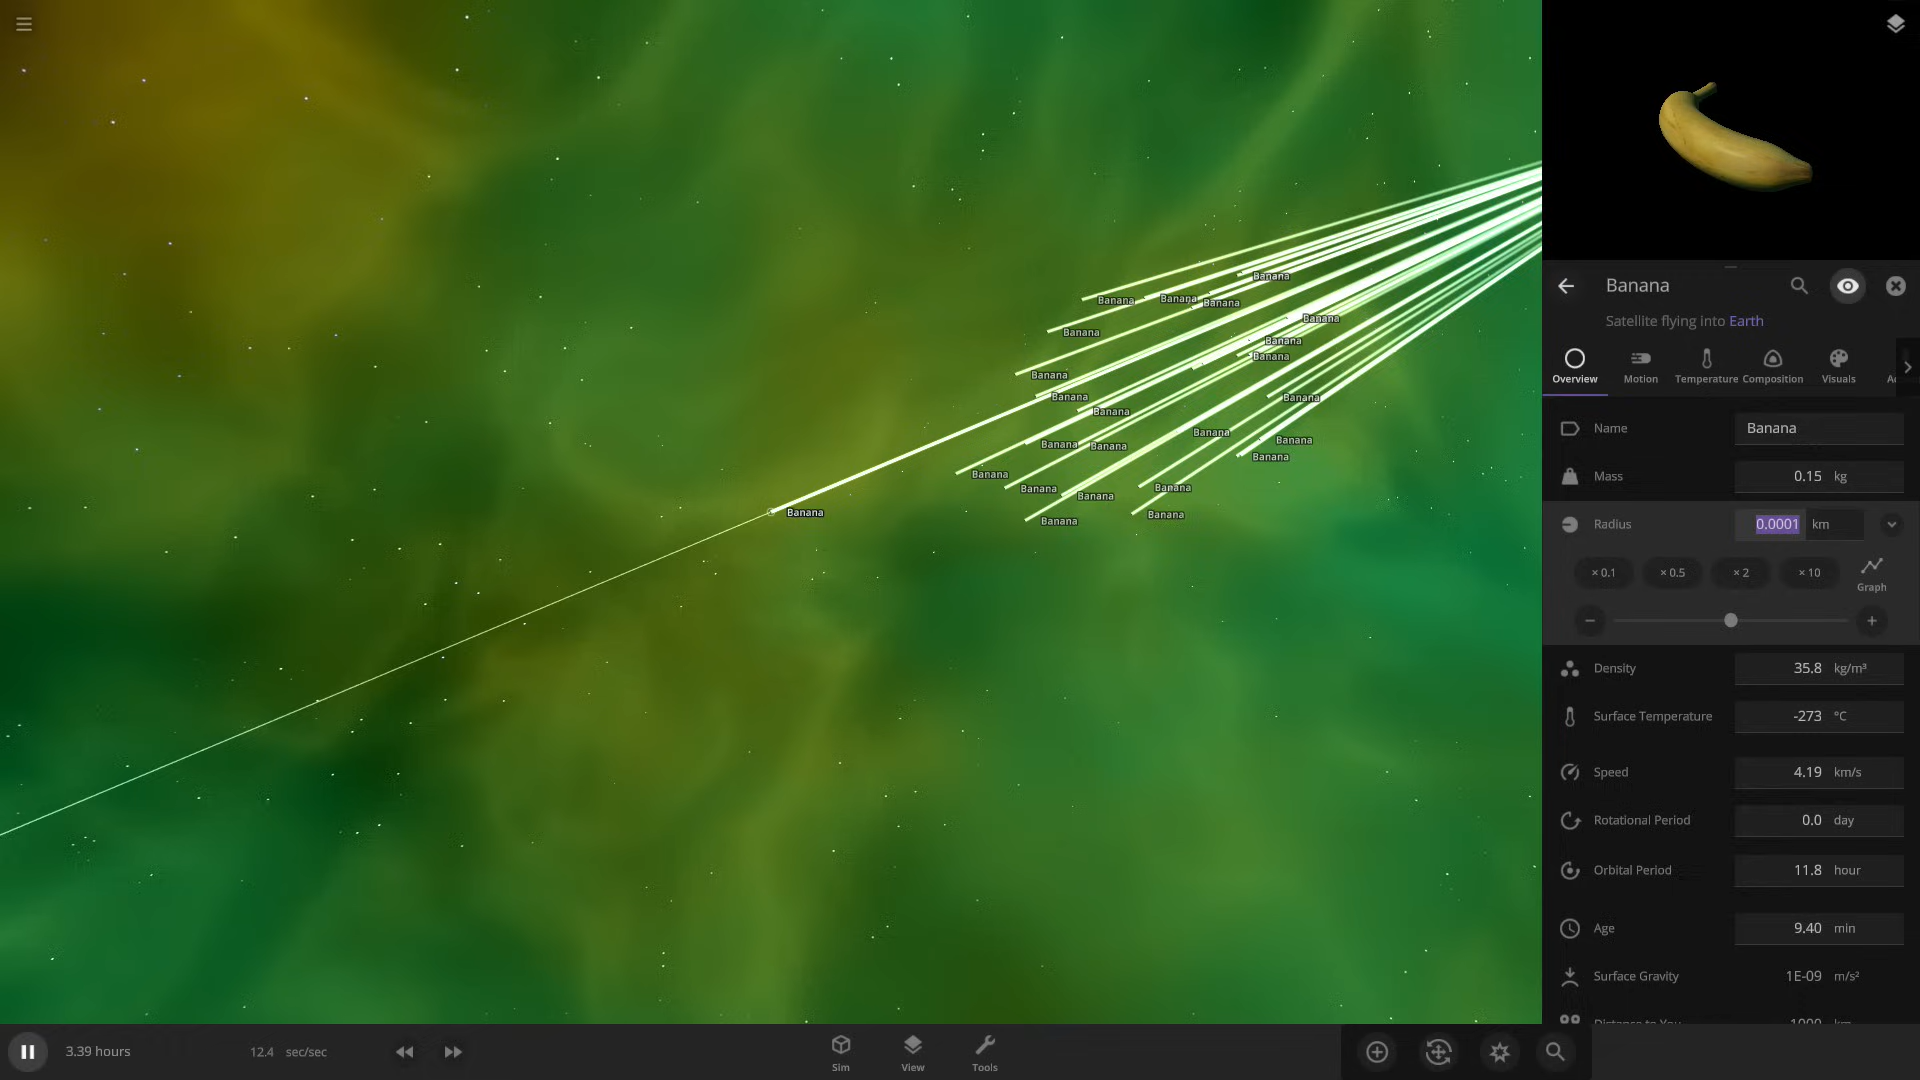 Banana
Banana
Banana Banana
Banana
Banana
Banana
Banana
Banana
Banana
Banana
Banana
Banana
Banana
Banana
Banana Banana
Banana
Banana
Banana
Banana
Banana
Banana
Banana
Banana
Banana
Banana
Satellite flying into Earth
Overview Motion Temperature Composition Visuals
Name Banana
Mass 0.15 kg
Radius 0.0001 km
× 0.1 × 0.5 × 2 × 10 Graph
Density 35.8 kg/m³
Surface Temperature -273 °C
Speed 4.19 km/s
Rotational Period 0.0 day
Orbital Period 11.8 hour
Age 9.40 min
Surface Gravity 1E-09 m/s²
3.39 hours 12.4 sec/sec
Sim View Tools